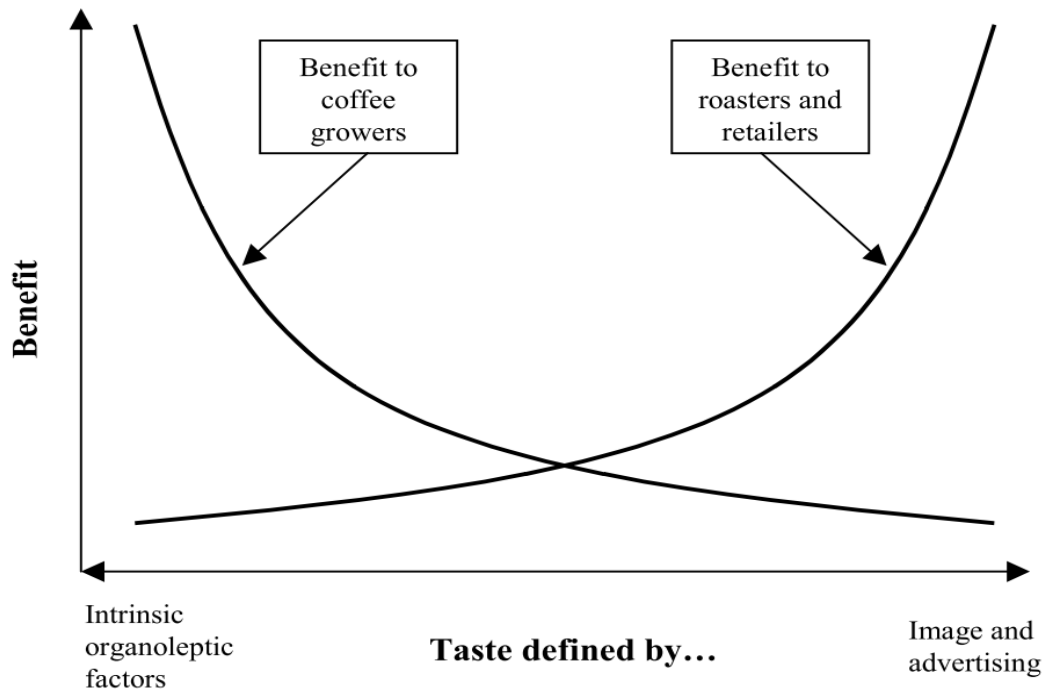 Benefit to
coffee
growers
Benefit to
roasters and
retailers
Benefit
Intrinsic
organoleptic
factors
Taste defined by…
Image and
advertising